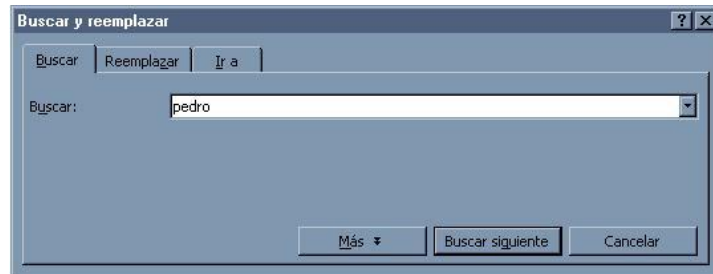 Buscar y reemplazar
Buscar Reemplazar Ir a
Buscar: pedro
Más Buscar siguiente Cancelar